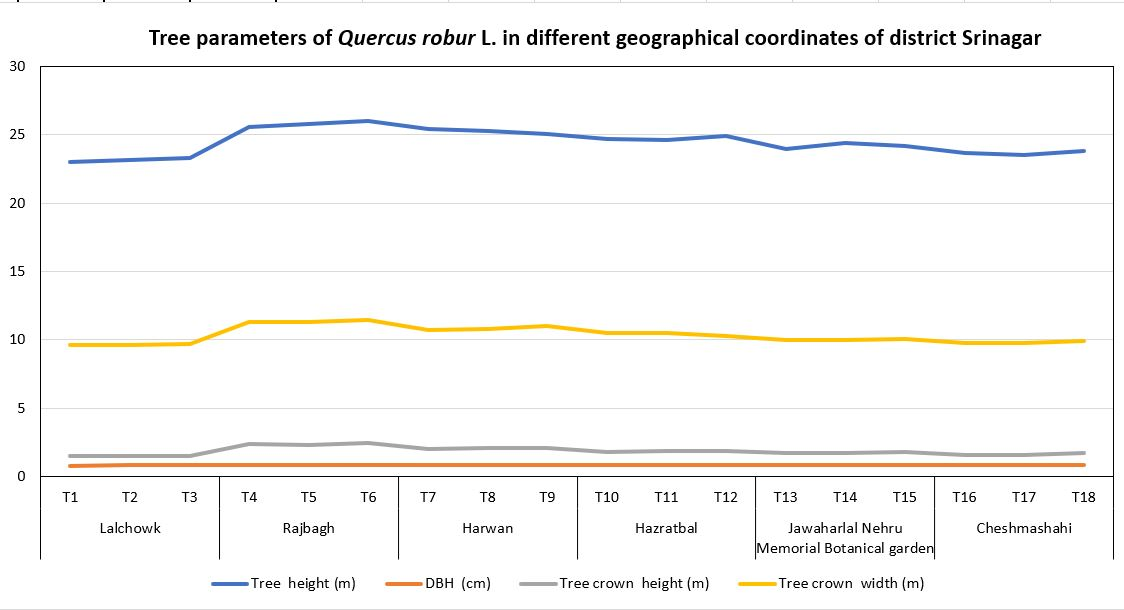 Tree parameters of Quercus robur L. in different geographical coordinates of district Srinagar
30
25
20
15
10
5
0
T1 T2 T3 T4 T5 T6 T7 T8 T9 T10 T11 T12 T13 T14 T15 T16 T17 T18
Lalchowk Rajbagh Harwan Hazratbal Jawaharlal Nehru Cheshmashahi
Memorial Botanical garden
Tree height (m) DBH (cm) Tree crown height (m) Tree crown width (m)